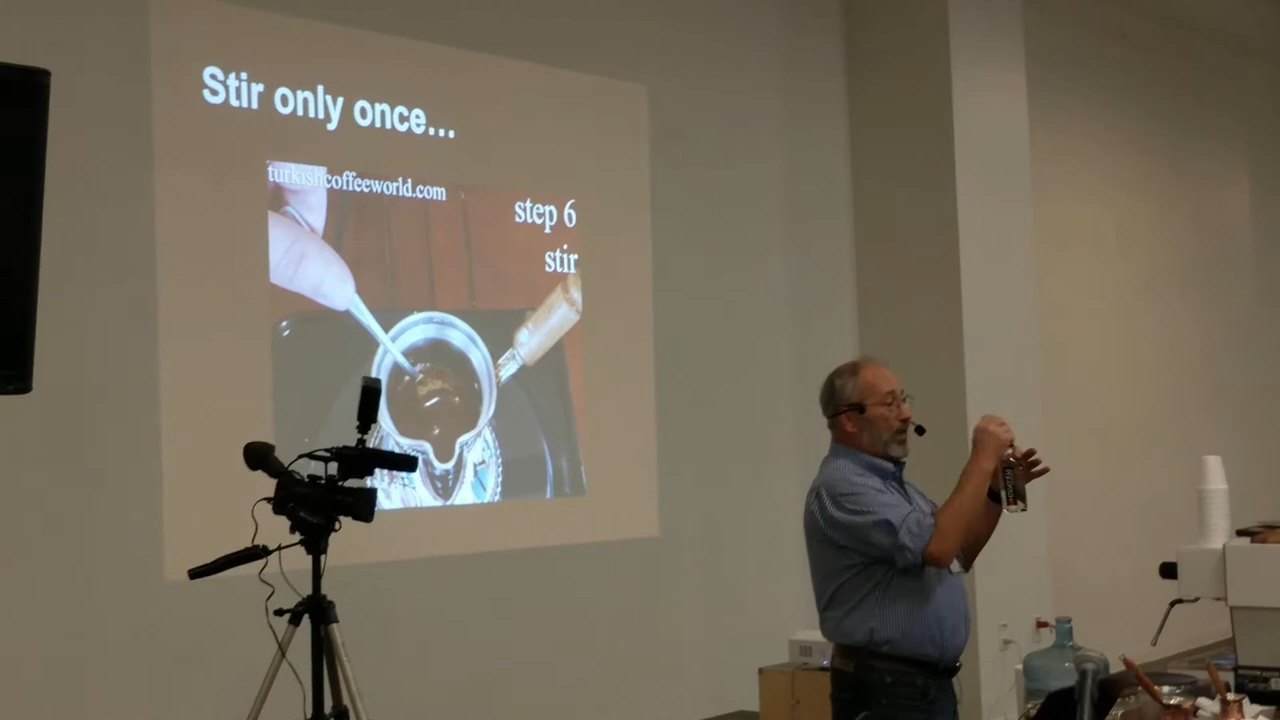 Stir only once...
turkishcoffeeworld.com
step 6
stir